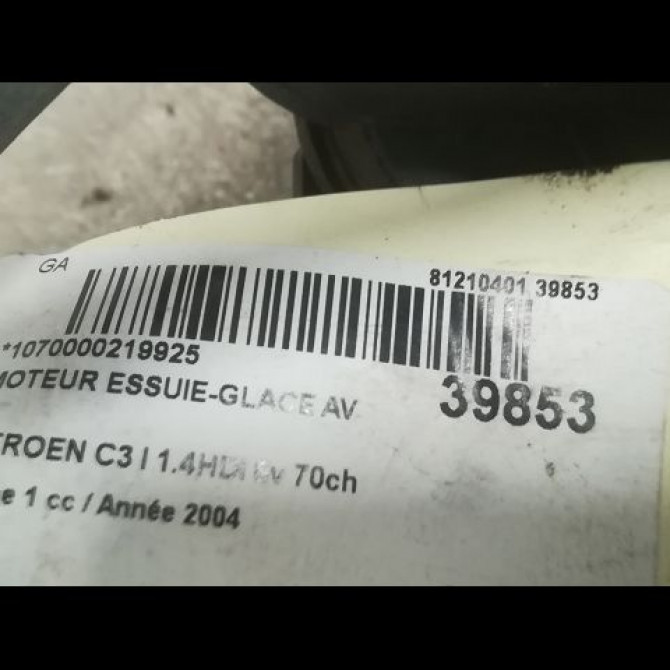 GA
81210401 39853
*1070000219925
MOTEUR ESSUIE-GLACE AV
39853
TROEN C3 I 1.4HDi 70ch
e 1 cc / Année 2004